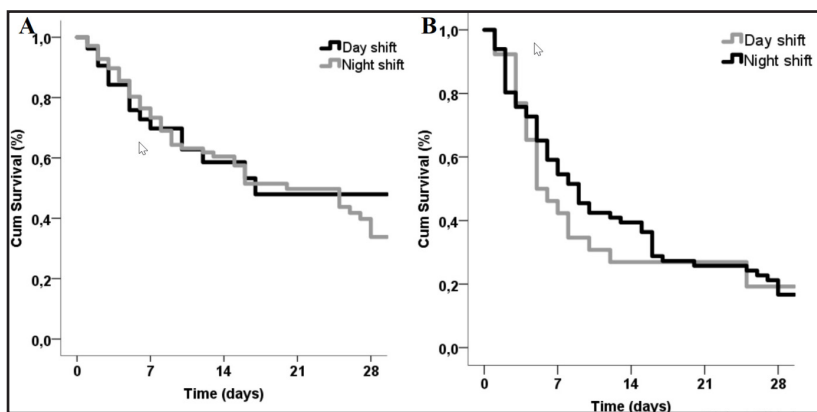 A
Day shift
Night shift
Cum Survival (%)
1,0
0,8
0,6
0,4
0,2
0,0
0 7 14 21 28
Time (days)
B
Day shift
Night shift
Cum Survival (%)
1,0
0,8
0,6
0,4
0,2
0,0
0 7 14 21 28
Time (days)